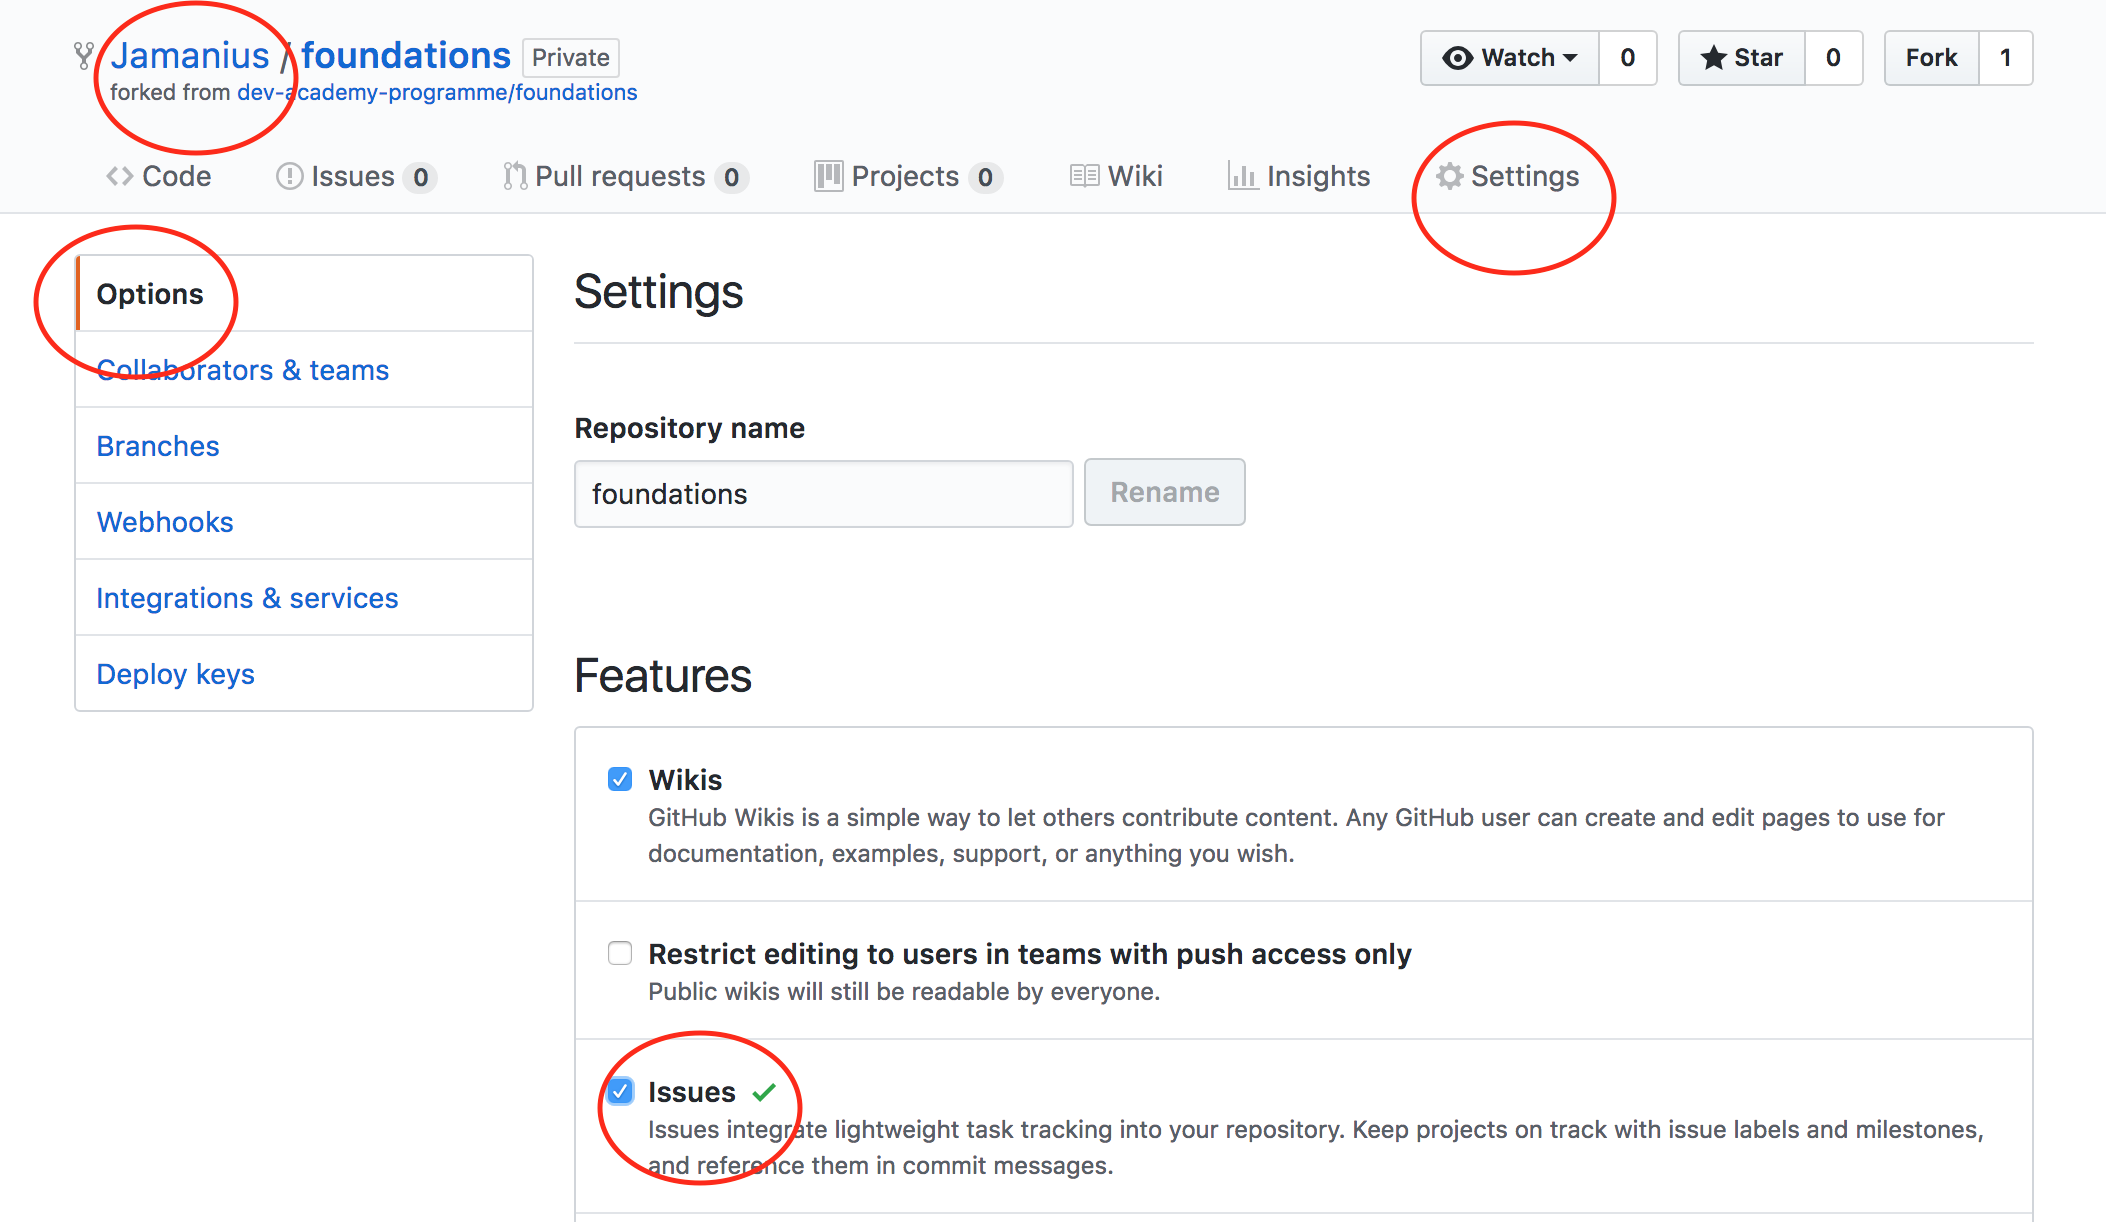 Jamanius / foundations Private
Watch 0 Star 0 Fork 1
forked from dev-academy-programme/foundations
Code Issues 0 Pull requests 0 Projects 0 Wiki Insights Settings
Options
Collaborators & teams
Branches
Webhooks
Integrations & services
Deploy keys
Settings
Repository name
foundations Rename
Features
Wikis
GitHub Wikis is a simple way to let others contribute content. Any GitHub user can create and edit pages to use for
documentation, examples, support, or anything you wish.
Restrict editing to users in teams with push access only
Public wikis will still be readable by everyone.
Issues
Issues integrate lightweight task tracking into your repository. Keep projects on track with issue labels and milestones,
and reference them in commit messages.